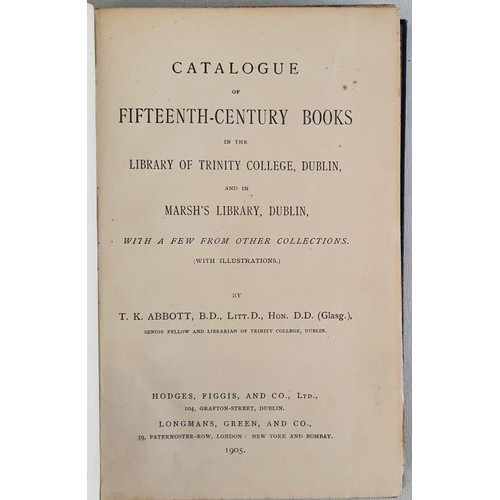 CATALOGUE
OF
FIFTEENTH-CENTURY BOOKS
IN THE
LIBRARY OF TRINITY COLLEGE, DUBLIN,
AND IN
MARSH'S LIBRARY, DUBLIN,
WITH A FEW FROM OTHER COLLECTIONS.
(WITH ILLUSTRATIONS.)
BY
T. K. ABBOTT, B.D., LITT.D., HON. D.D. (Glasg.),
SENIOR FELLOW AND LIBRARIAN OF TRINITY COLLEGE, DUBLIN.
HODGES, FIGGIS, AND CO., LTD.,
104, GRAFTON-STREET, DUBLIN.
LONGMANS, GREEN, AND CO.,
39, PATERNOSTER-ROW, LONDON: NEW YORK AND BOMBAY.
1905.